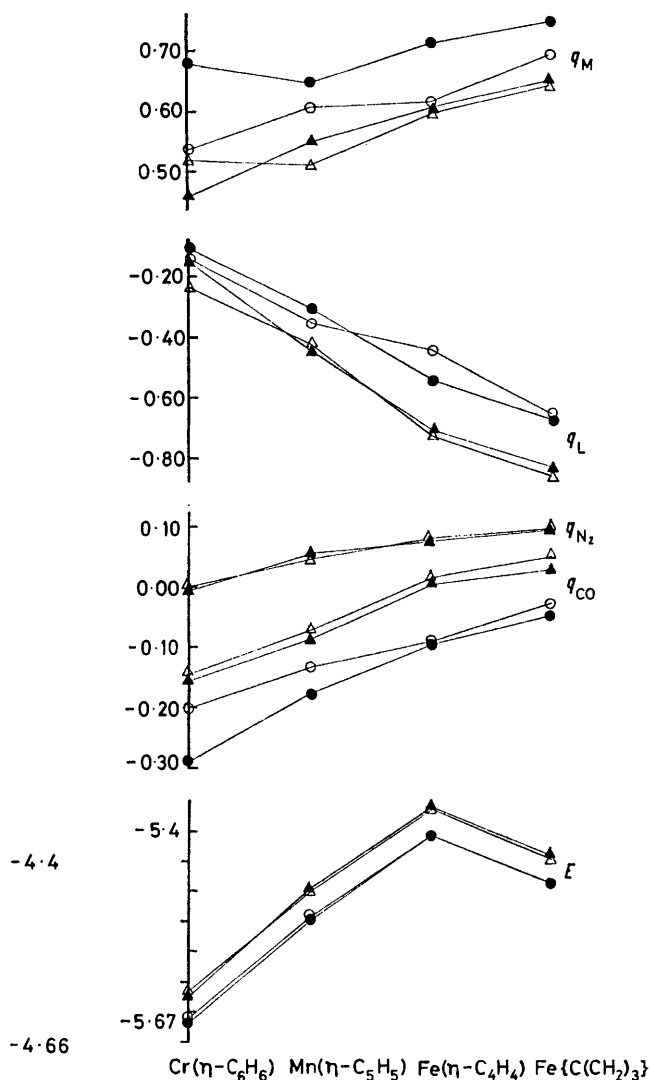 0·70
q_M
0·60
0·50
-0·20
-0·40
-0·60
q_L
-0·80
0·10
q_N₂
0·00
q_CO
-0·10
-0·20
-0·30
-5·4
-4·4
E
-5·67
-4·66
Cr(η-C₆H₆) Mn(η-C₅H₅) Fe(η-C₄H₄) Fe{C(CH₂)₃}